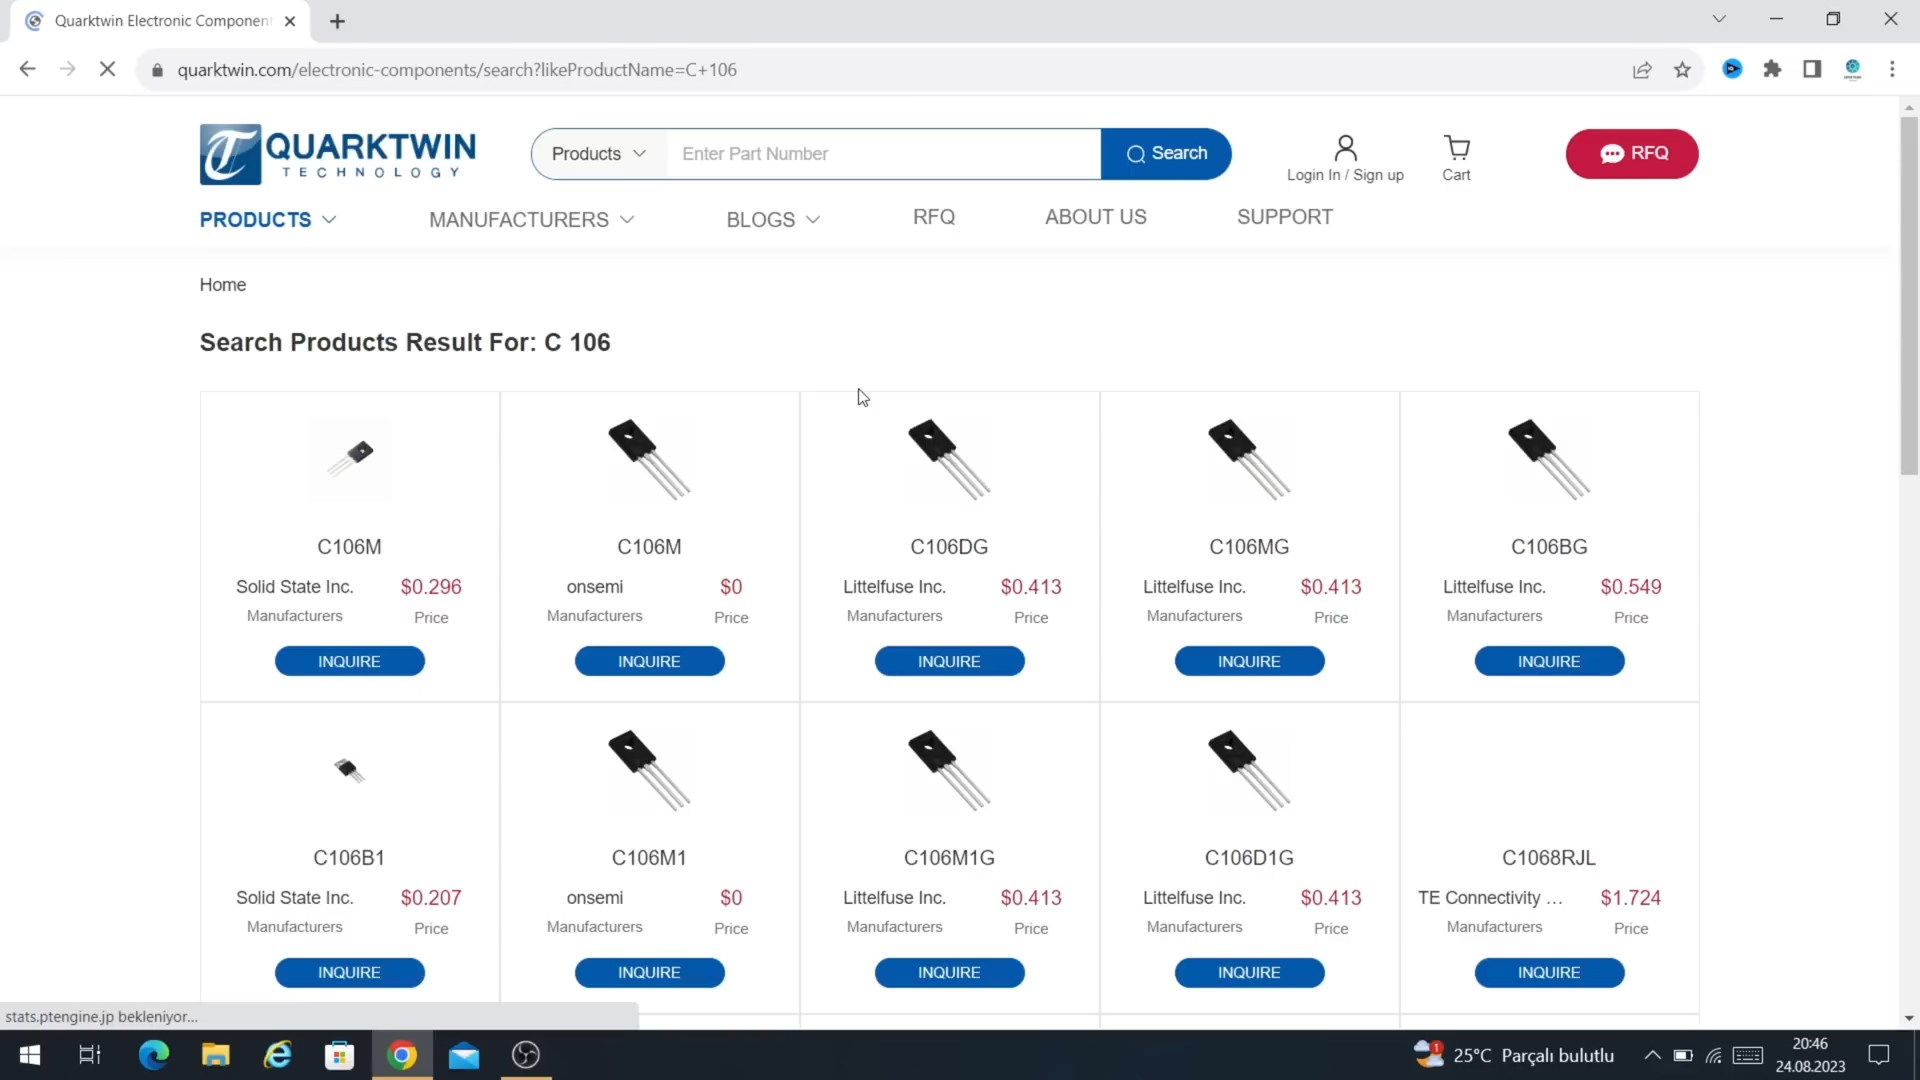 Quarktwin Electronic Component
quarktwin.com/electronic-components/search?likeProductName=C+106
QUARKTWIN
TECHNOLOGY
Products
Enter Part Number
Search
Login In / Sign up
Cart
RFQ
PRODUCTS
MANUFACTURERS
BLOGS
RFQ
ABOUT US
SUPPORT
Home
Search Products Result For: C 106
C106M
C106M
C106DG
C106MG
C106BG
Solid State Inc. $0.296
onsemi $0
Littelfuse Inc. $0.413
Littelfuse Inc. $0.413
Littelfuse Inc. $0.549
Manufacturers Price
Manufacturers Price
Manufacturers Price
Manufacturers Price
Manufacturers Price
INQUIRE
INQUIRE
INQUIRE
INQUIRE
INQUIRE
C106B1
C106M1
C106M1G
C106D1G
C1068RJL
Solid State Inc. $0.207
onsemi $0
Littelfuse Inc. $0.413
Littelfuse Inc. $0.413
TE Connectivity ... $1.724
Manufacturers Price
Manufacturers Price
Manufacturers Price
Manufacturers Price
Manufacturers Price
INQUIRE
INQUIRE
INQUIRE
INQUIRE
INQUIRE
stats.ptengine.jp bekleniyor...
1
25°C Parçalı bulutlu
20:46
24.08.2023